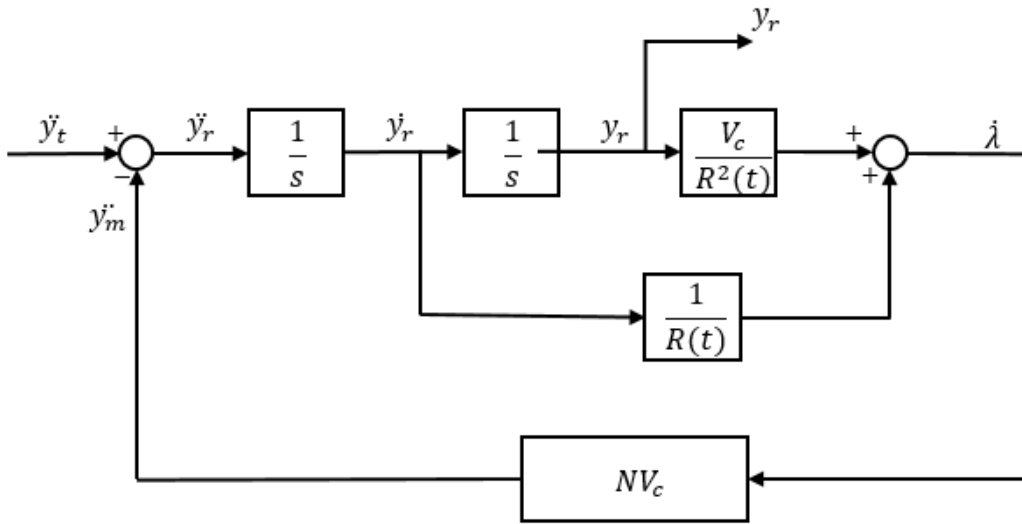 y_r
ÿ_t + ÿ_r 1/s ẏ_r 1/s y_r V_c/R²(t) + λ̇
− +
ÿ_m
1/R(t)
NV_c